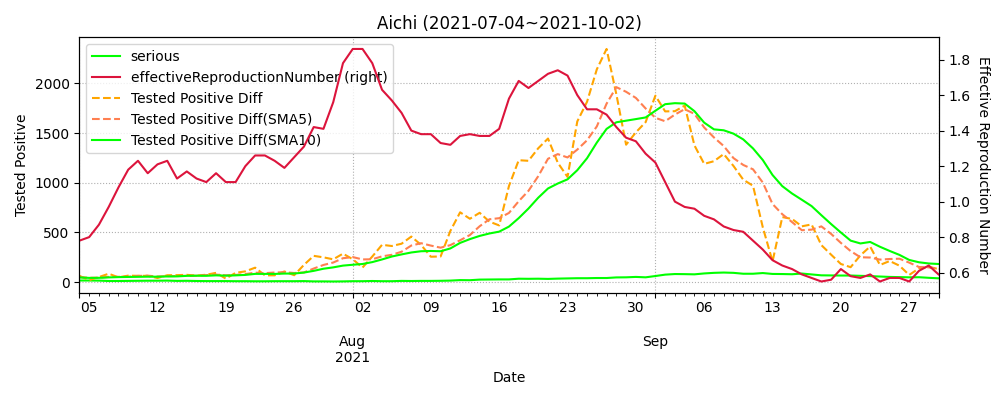 Aichi (2021-07-04~2021-10-02)
serious
effectiveReproductionNumber (right)
Tested Positive Diff
Tested Positive Diff(SMA5)
Tested Positive Diff(SMA10)
Tested Positive
2000
1500
1000
500
0
1.8
1.6
1.4
1.2
1.0
0.8
0.6
Effective Reproduction Number
05 12 19 26 02 09 16 23 30 06 13 20 27
Aug Sep
2021
Date